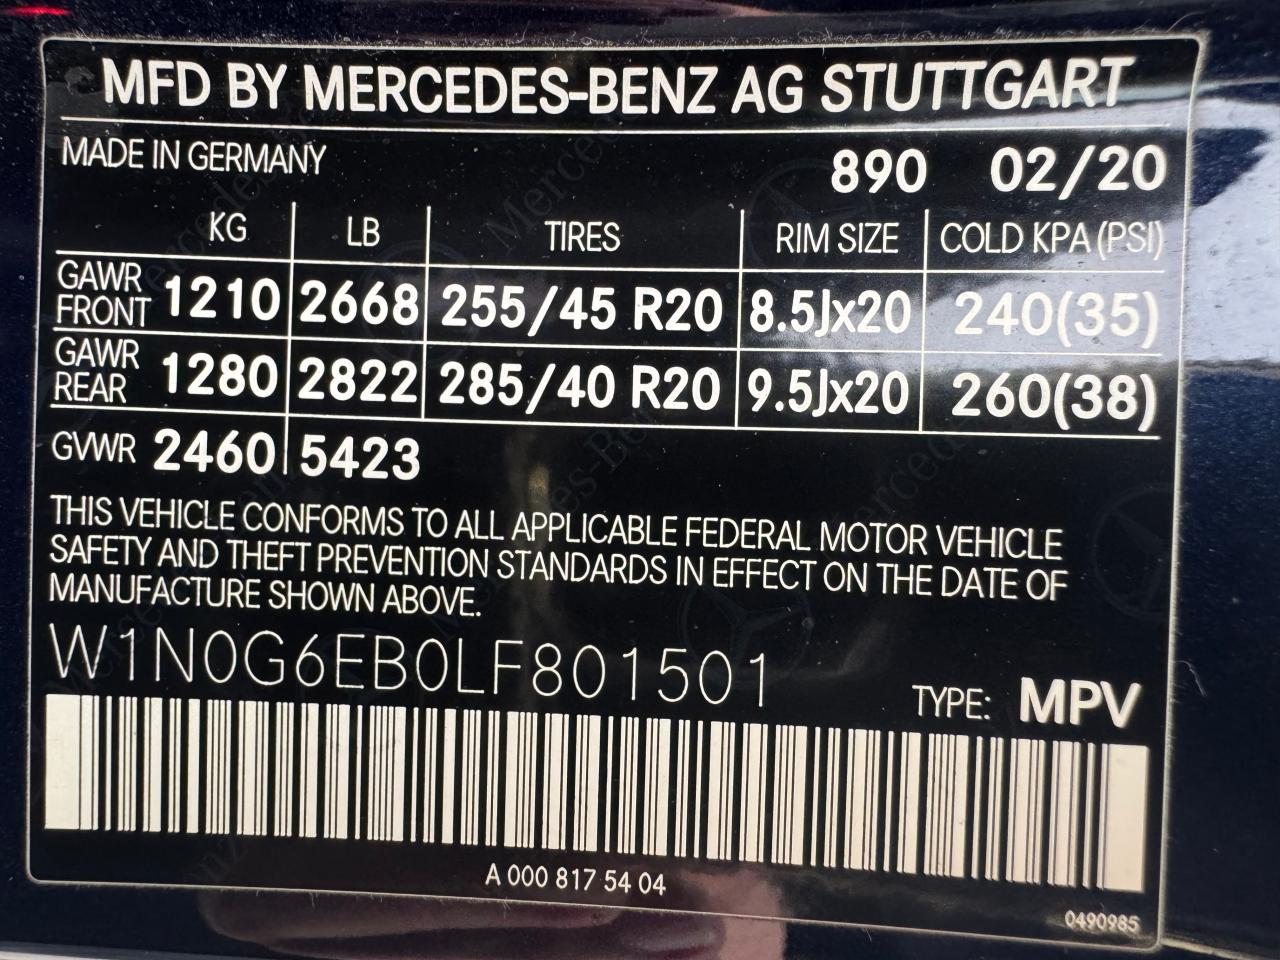 MFD BY MERCEDES-BENZ AG STUTTGART
MADE IN GERMANY 890 02/20
KG LB TIRES RIM SIZE COLD KPA (PSI)
GAWR FRONT 1210 2668 255/45 R20 8.5Jx20 240(35)
GAWR REAR 1280 2822 285/40 R20 9.5Jx20 260(38)
GVWR 2460 5423
THIS VEHICLE CONFORMS TO ALL APPLICABLE FEDERAL MOTOR VEHICLE
SAFETY AND THEFT PREVENTION STANDARDS IN EFFECT ON THE DATE OF
MANUFACTURE SHOWN ABOVE.
W1N0G6EB0LF801501
TYPE: MPV
A 000 817 54 04
0490985